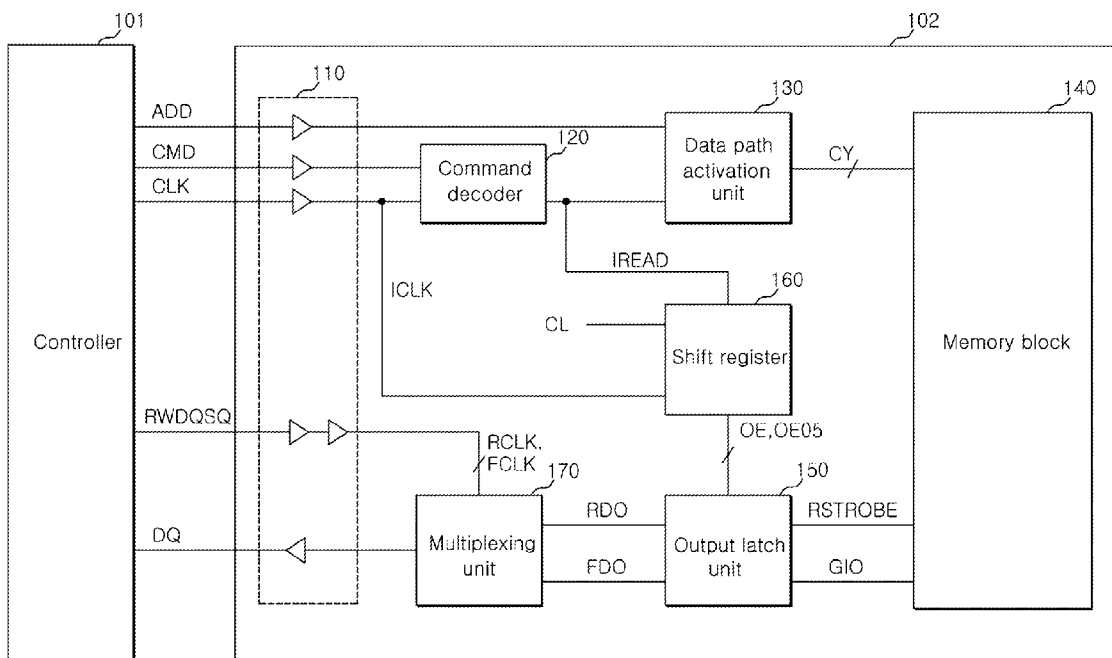 101
102
110
ADD
130
140
CMD
120
Data path
activation
unit
CY
CLK
Command
decoder
IREAD
160
ICLK
CL
Controller
Shift register
Memory block
RWDQSQ
OE,OE05
RCLK,
FCLK
170
150
DQ
RDO
RSTROBE
Multiplexing
unit
Output latch
unit
FDO
GIO